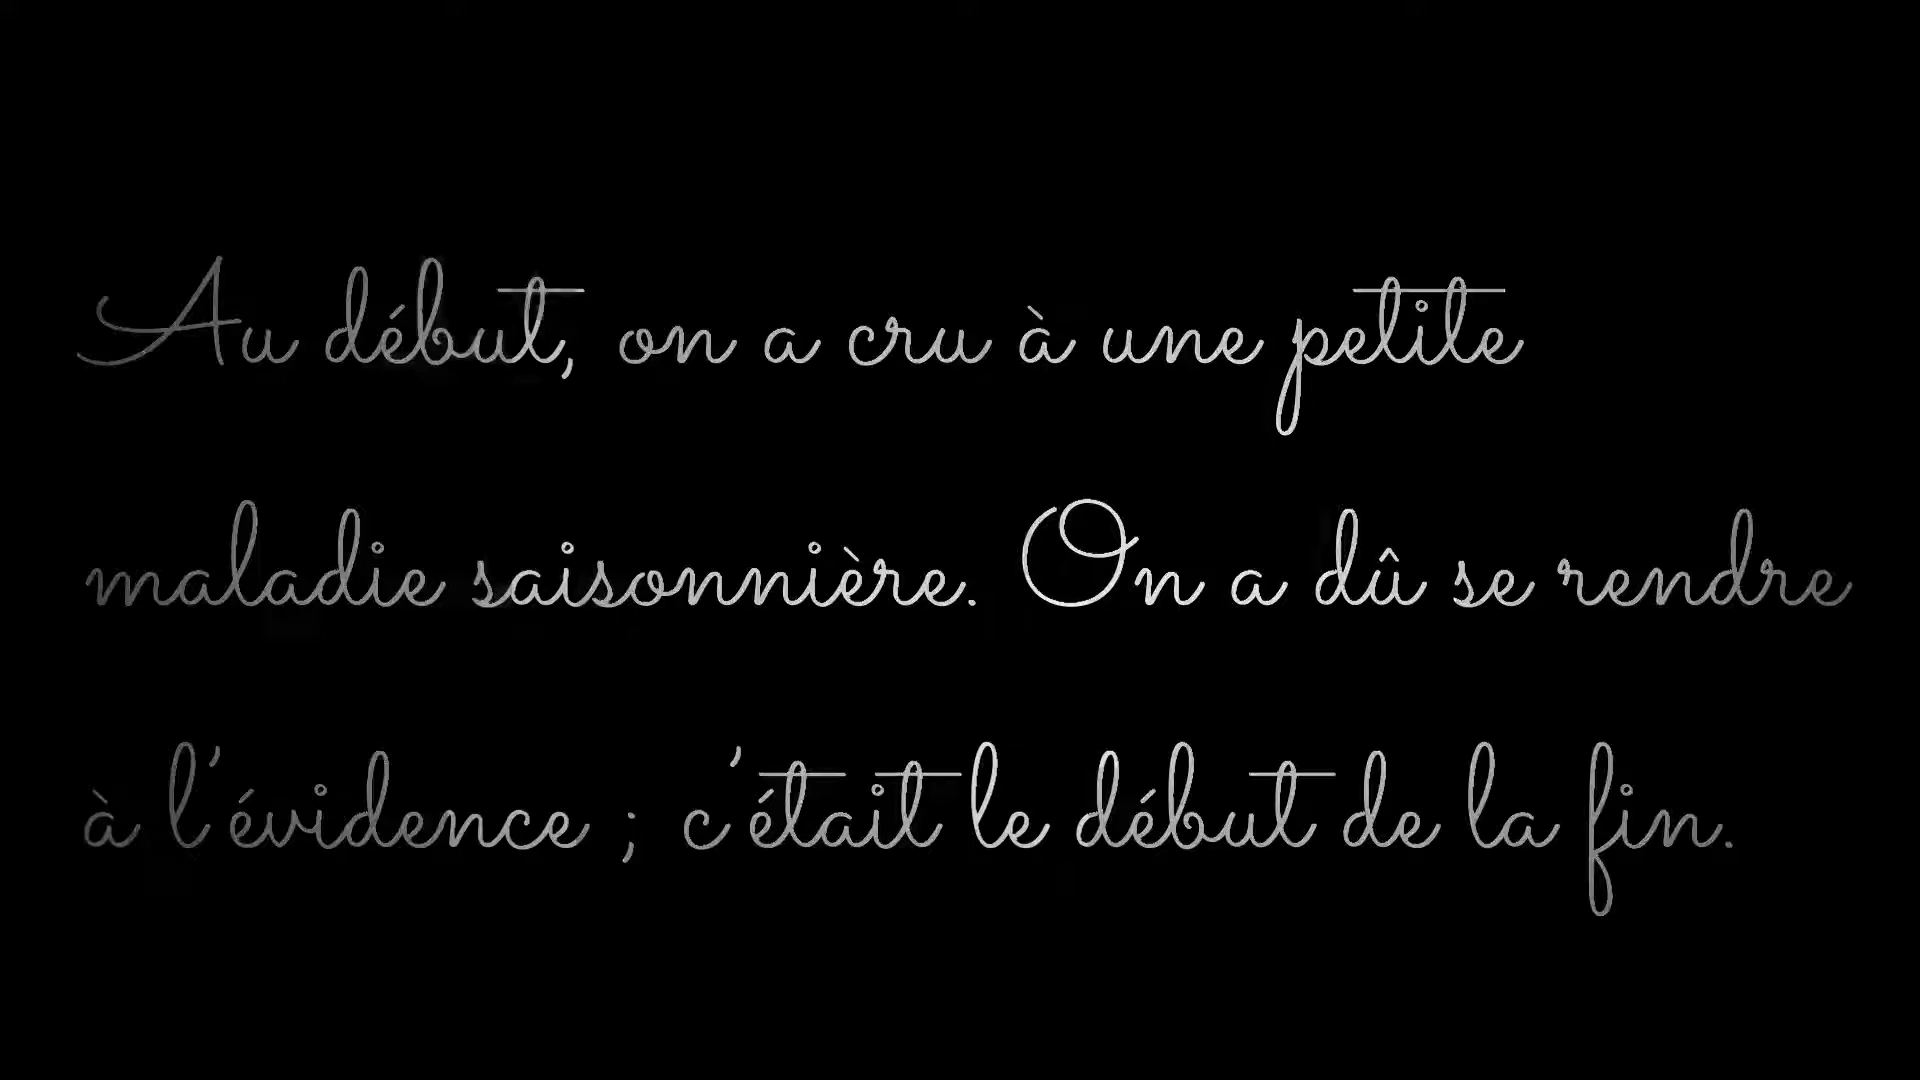 Au début, on a cru à une petite
maladie saisonnière. On a dû se rendre
à l'évidence ; c'était le début de la fin.